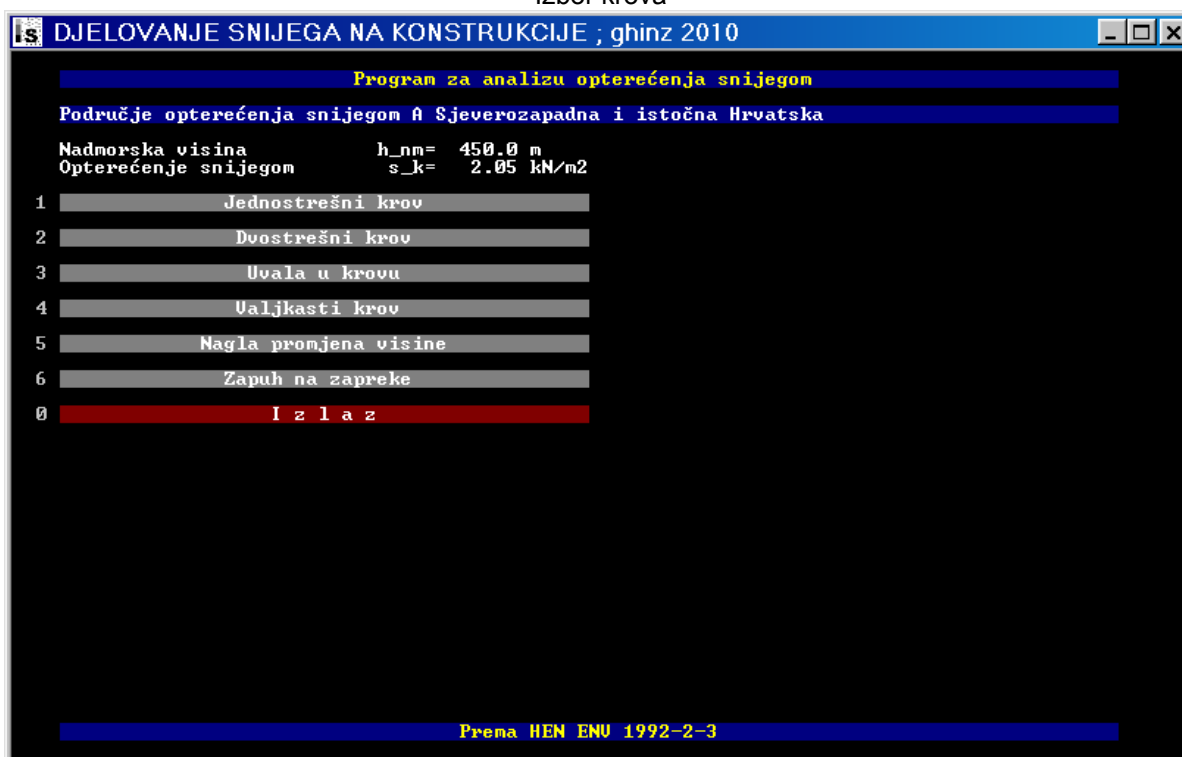 izbor krova
is DJELOVANJE SNIJEGA NA KONSTRUKCIJE ; ghinz 2010
Program za analizu opterećenja snijegom
Područje opterećenja snijegom A Sjeverozapadna i istočna Hrvatska
Nadmorska visina h_nm= 450.0 m
Opterećenje snijegom s_k= 2.05 kN/m2
1 Jednostrešni krov
2 Dvostrešni krov
3 Uvala u krovu
4 Valjkasti krov
5 Nagla promjena visine
6 Zapuh na zapreke
0 I z l a z
Prema HEN ENV 1992-2-3